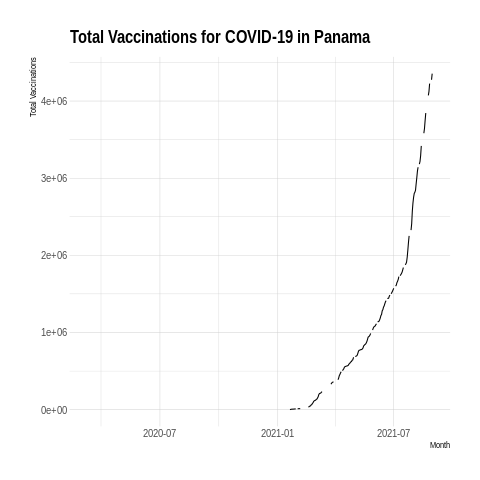 Total Vaccinations for COVID-19 in Panama
Total Vaccinations
4e+06
3e+06
2e+06
1e+06
0e+00
2020-07 2021-01 2021-07
Month